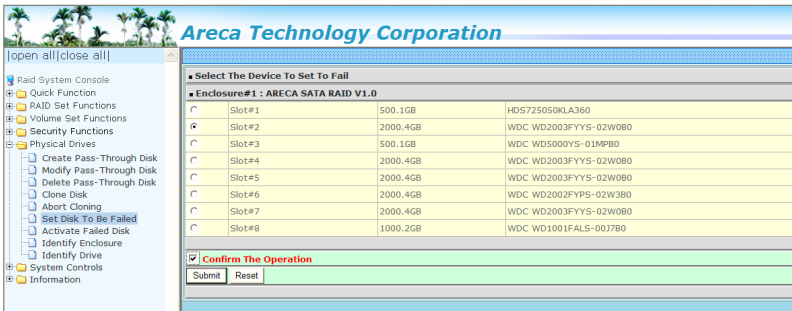 Areca Technology Corporation
|open all|close all|
Raid System Console
Quick Function
RAID Set Functions
Volume Set Functions
Security Functions
Physical Drives
Create Pass-Through Disk
Modify Pass-Through Disk
Delete Pass-Through Disk
Clone Disk
Abort Cloning
Set Disk To Be Failed
Activate Failed Disk
Identify Enclosure
Identify Drive
System Controls
Information
Select The Device To Set To Fail
Enclosure#1 : ARECA SATA RAID V1.0
Slot#1 500.1GB HDS725050KLA360
Slot#2 2000.4GB WDC WD2003FYYS-02W0B0
Slot#3 500.1GB WDC WD5000YS-01MPB0
Slot#4 2000.4GB WDC WD2003FYYS-02W0B0
Slot#5 2000.4GB WDC WD2003FYYS-02W0B0
Slot#6 2000.4GB WDC WD2002FYPS-02W3B0
Slot#7 2000.4GB WDC WD2003FYYS-02W0B0
Slot#8 1000.2GB WDC WD1001FALS-00J7B0
Confirm The Operation
Submit Reset